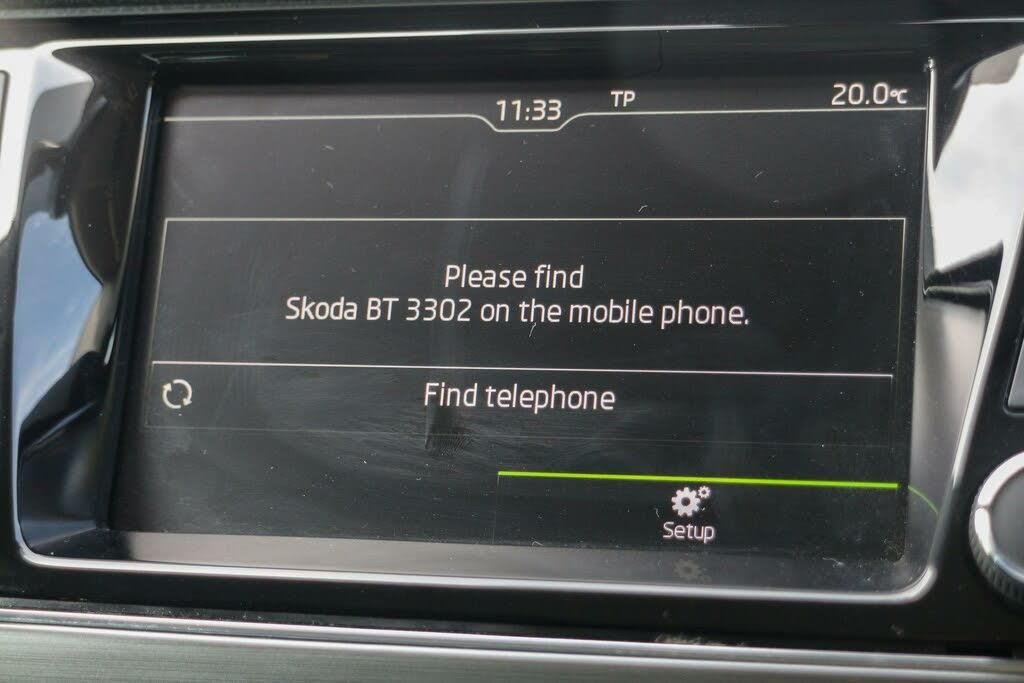 11:33 TP 20.0°C
Please find
Skoda BT 3302 on the mobile phone.
Find telephone
Setup